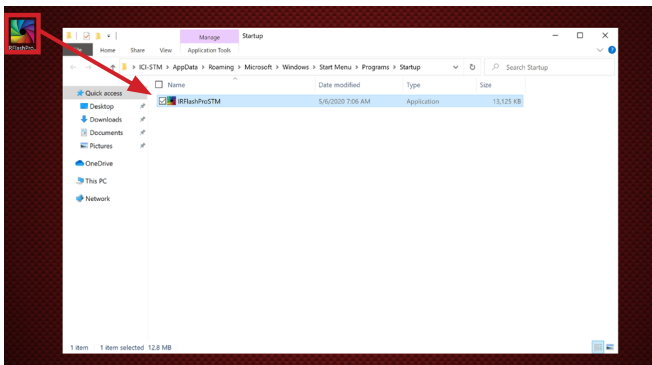 RFlashPro...
Manage
Startup
File
Home
Share
View
Application Tools
ICI-STM
AppData
Roaming
Microsoft
Windows
Start Menu
Programs
Startup
Search Startup
Name
Date modified
Type
Size
IRFlashProSTM
5/6/2020 7:06 AM
Application
13,125 KB
Quick access
Desktop
Downloads
Documents
Pictures
OneDrive
This PC
Network
1 item
1 item selected
12.8 MB